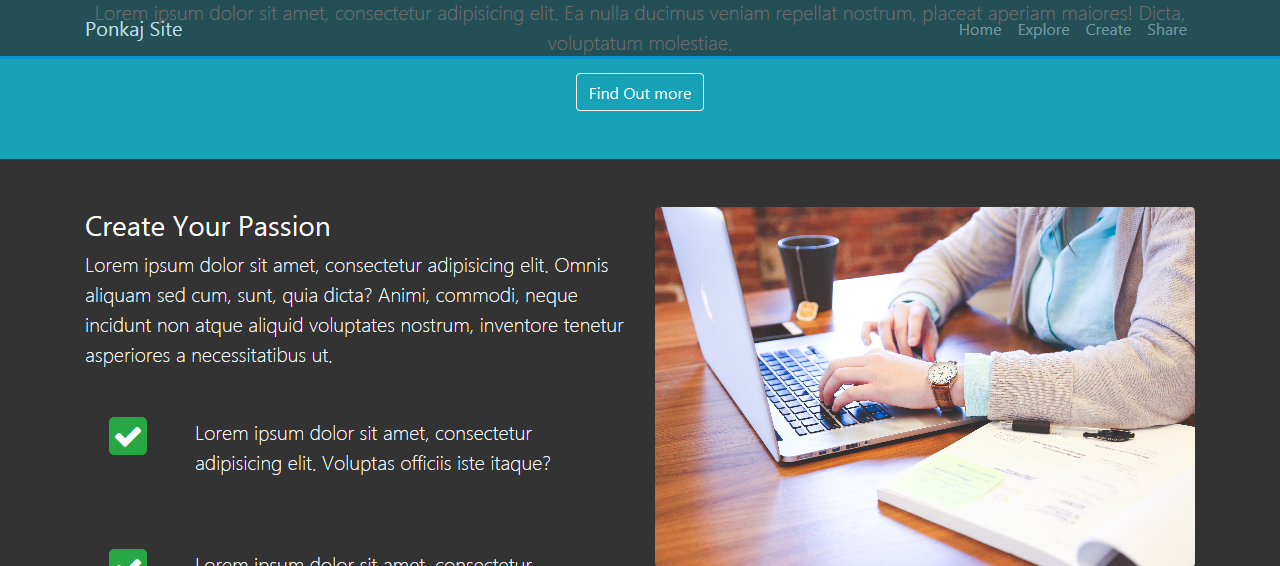 Lorem ipsum dolor sit amet, consectetur adipisicing elit. Ea nulla ducimus veniam repellat nostrum, placeat aperiam maiores! Dicta,
voluptatum molestiae.
Ponkaj Site
Home Explore Create Share
Find Out more
Create Your Passion
Lorem ipsum dolor sit amet, consectetur adipisicing elit. Omnis
aliquam sed cum, sunt, quia dicta? Animi, commodi, neque
incidunt non atque aliquid voluptates nostrum, inventore tenetur
asperiores a necessitatibus ut.
Lorem ipsum dolor sit amet, consectetur
adipisicing elit. Voluptas officiis iste itaque?
Lorem ipsum dolor sit amet, consectetur